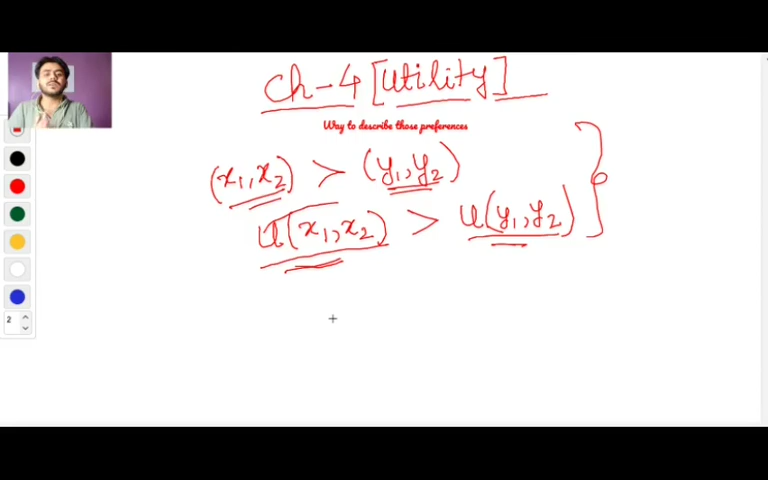 Ch-4 [Utility]
Way to describe those preferences
(x₁, x₂) > (y₁, y₂)
u(x₁, x₂) > u(y₁, y₂)
2